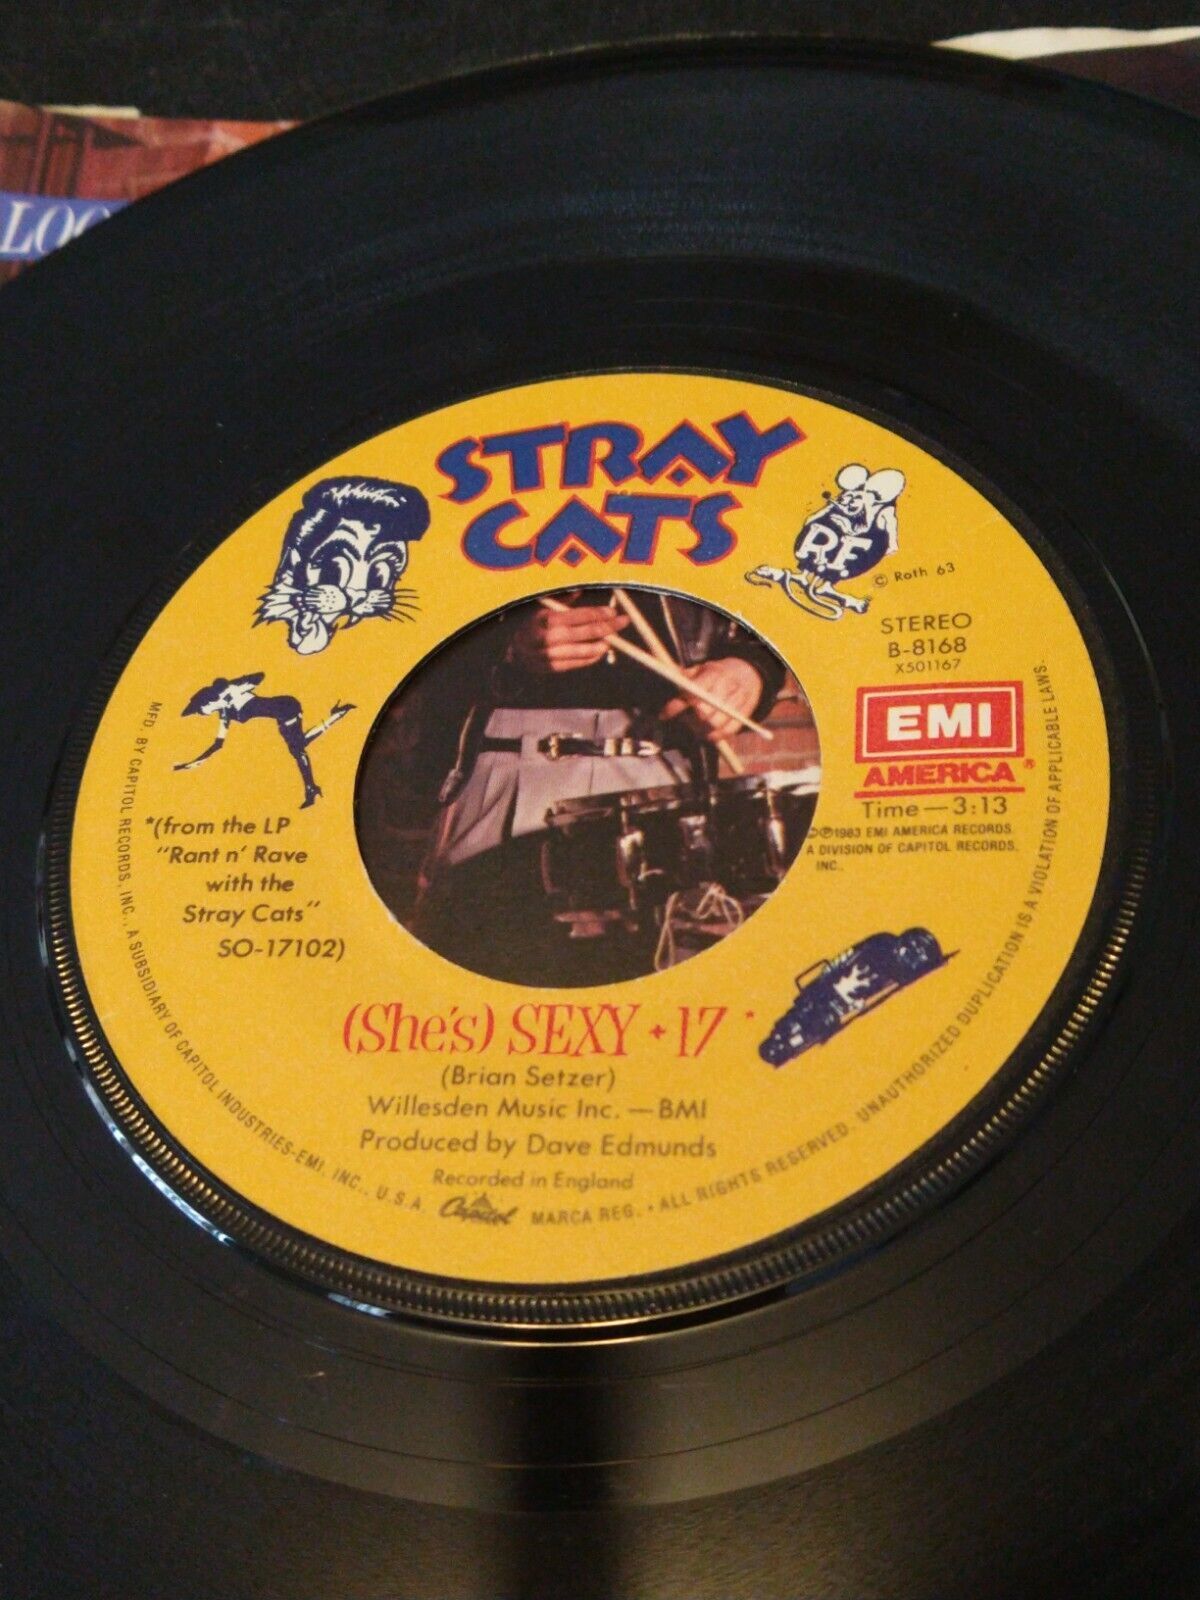 LOO
STRAY
CATS
R.F.
© Roth 63
STEREO
B-8168
X501167
EMI
AMERICA®
Time—3:13
©℗1983 EMI AMERICA RECORDS
A DIVISION OF CAPITOL RECORDS,
INC.,
*(from the LP
"Rant n' Rave
with the
Stray Cats"
SO-17102)
(She's) SEXY + 17 *
(Brian Setzer)
Willesden Music Inc.—BMI
Produced by Dave Edmunds
Recorded in England
MFD. BY CAPITOL RECORDS, INC., A SUBSIDIARY OF CAPITOL INDUSTRIES-EMI, INC., U.S.A. Capitol MARCA REG. • ALL RIGHTS RESERVED. UNAUTHORIZED DUPLICATION IS A VIOLATION OF APPLICABLE LAWS.